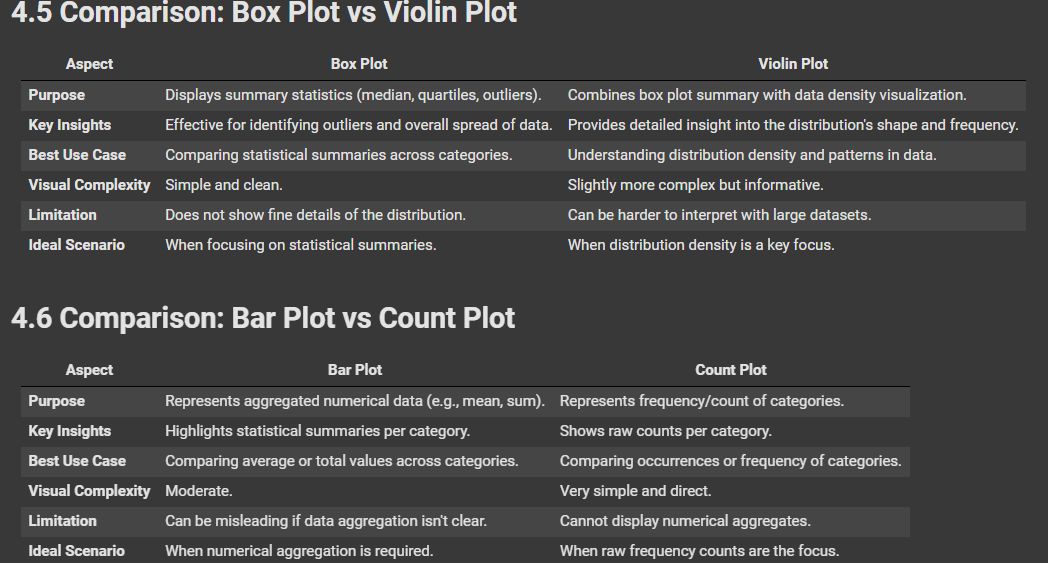 4.5 Comparison: Box Plot vs Violin Plot
Aspect Box Plot Violin Plot
Purpose Displays summary statistics (median, quartiles, outliers). Combines box plot summary with data density visualization.
Key Insights Effective for identifying outliers and overall spread of data. Provides detailed insight into the distribution's shape and frequency.
Best Use Case Comparing statistical summaries across categories. Understanding distribution density and patterns in data.
Visual Complexity Simple and clean. Slightly more complex but informative.
Limitation Does not show fine details of the distribution. Can be harder to interpret with large datasets.
Ideal Scenario When focusing on statistical summaries. When distribution density is a key focus.
4.6 Comparison: Bar Plot vs Count Plot
Aspect Bar Plot Count Plot
Purpose Represents aggregated numerical data (e.g., mean, sum). Represents frequency/count of categories.
Key Insights Highlights statistical summaries per category. Shows raw counts per category.
Best Use Case Comparing average or total values across categories. Comparing occurrences or frequency of categories.
Visual Complexity Moderate. Very simple and direct.
Limitation Can be misleading if data aggregation isn't clear. Cannot display numerical aggregates.
Ideal Scenario When numerical aggregation is required. When raw frequency counts are the focus.